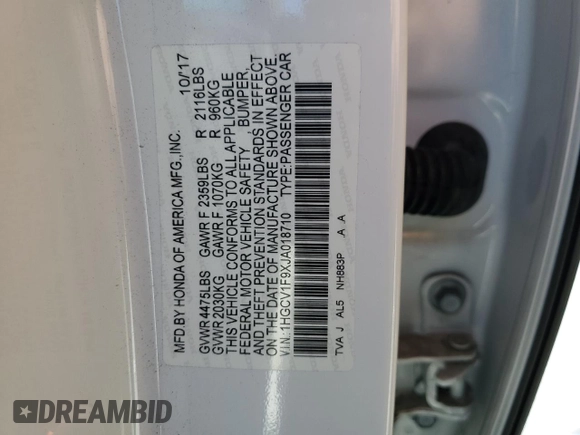 MFD.BY HONDA OF AMERICA MFG.,INC. 10/'17
GVWR 4475LBS GAWR F 2359LBS R 2116LBS
GVWR 2030KG GAWR F 1070KG R 960KG
THIS VEHICLE CONFORMS TO ALL APPLICABLE
FEDERAL MOTOR VEHICLE SAFETY , BUMPER,
AND THEFT PREVENTION STANDARDS IN EFFECT
ON THE DATE OF MANUFACTURE SHOWN ABOVE.
V.I.N.:1HGCV1F9XJA018710 TYPE:PASSENGER CAR
TVA J AL5 NH883P A A
DREAMBID